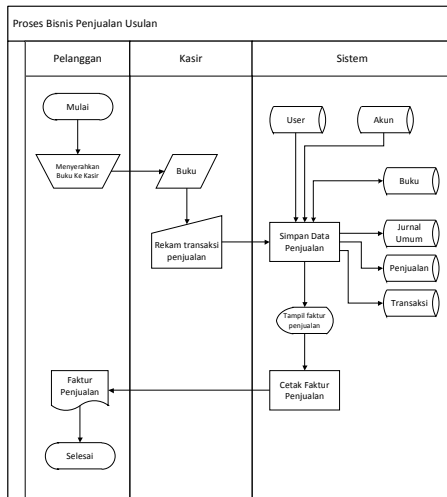 Proses Bisnis Penjualan Usulan
Pelanggan
Kasir
Sistem
Mulai
User
Akun
Menyerahkan
Buku Ke Kasir
Buku
Buku
Rekam transaksi
penjualan
Simpan Data
Penjualan
Jurnal
Umum
Penjualan
Transaksi
Tampil faktur
penjualan
Faktur
Penjualan
Cetak Faktur
Penjualan
Selesai